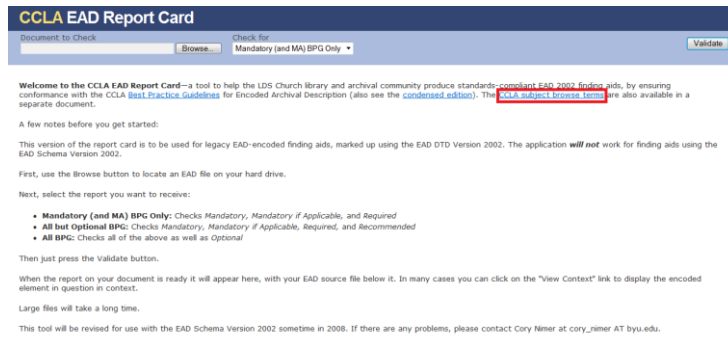 CCLA EAD Report Card
Document to Check Check for
Browse... Mandatory (and MA) BPG Only Validate
Welcome to the CCLA EAD Report Card—a tool to help the LDS Church library and archival community produce standards-compliant EAD 2002 finding aids, by ensuring
conformance with the CCLA Best Practice Guidelines for Encoded Archival Description (also see the condensed edition). The CCLA subject browse terms are also available in a
separate document.
A few notes before you get started:
This version of the report card is to be used for legacy EAD-encoded finding aids, marked up using the EAD DTD Version 2002. The application will not work for finding aids using the
EAD Schema Version 2002.
First, use the Browse button to locate an EAD file on your hard drive.
Next, select the report you want to receive:
• Mandatory (and MA) BPG Only: Checks Mandatory, Mandatory if Applicable, and Required
• All but Optional BPG: Checks Mandatory, Mandatory if Applicable, Required, and Recommended
• All BPG: Checks all of the above as well as Optional
Then just press the Validate button.
When the report on your document is ready it will appear here, with your EAD source file below it. In many cases you can click on the "View Context" link to display the encoded
element in question in context.
Large files will take a long time.
This tool will be revised for use with the EAD Schema Version 2002 sometime in 2008. If there are any problems, please contact Cory Nimer at cory_nimer AT byu.edu.